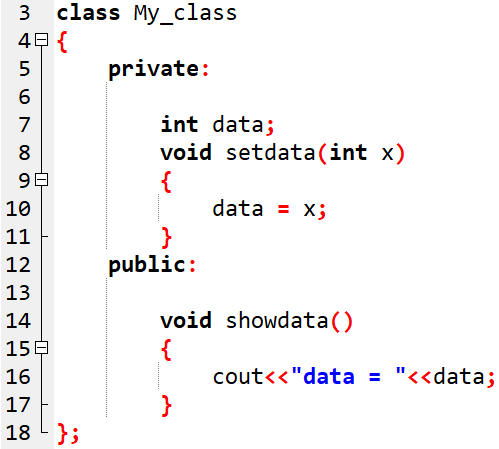 3 class My_class
4 {
5 private:
6
7 int data;
8 void setdata(int x)
9 {
10 data = x;
11 }
12 public:
13
14 void showdata()
15 {
16 cout<<"data = "<<data;
17 }
18 };